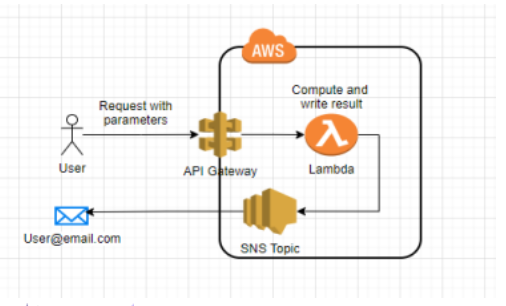 AWS
Compute and
write result
Request with
parameters
User
API Gateway
λ
Lambda
User@email.com
SNS Topic